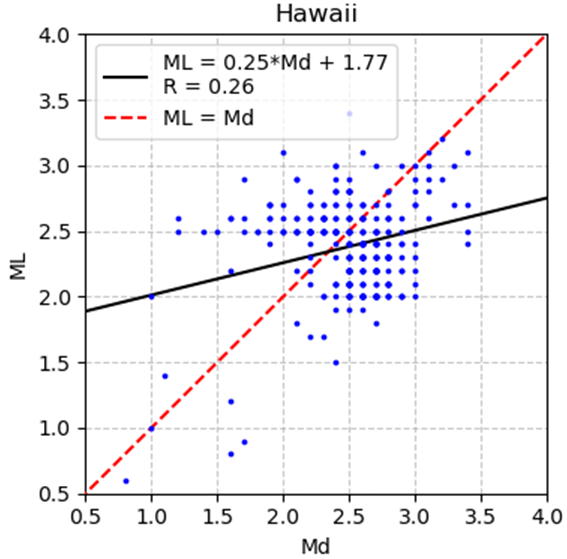 Hawaii
ML = 0.25*Md + 1.77
R = 0.26
ML = Md
4.0
3.5
3.0
2.5
2.0
1.5
1.0
0.5
ML
0.5 1.0 1.5 2.0 2.5 3.0 3.5 4.0
Md